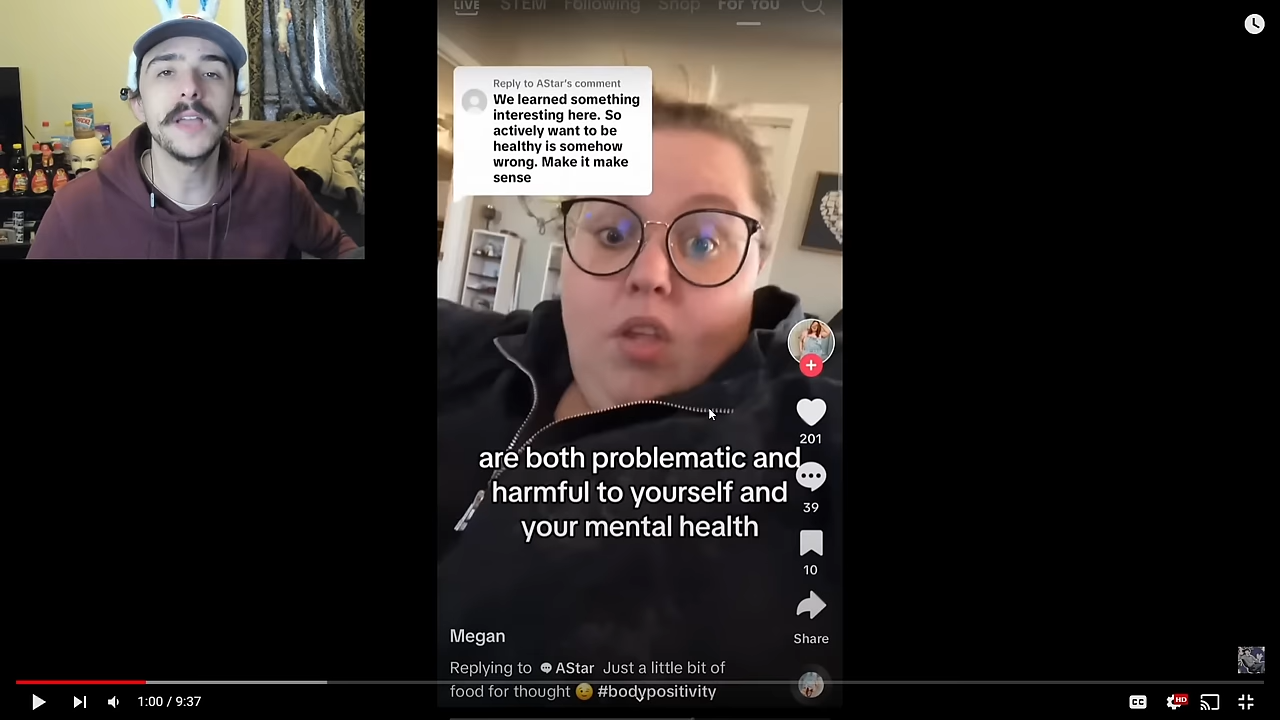 LIVE STEM Following Shop For You
Reply to AStar's comment
We learned something
interesting here. So
actively want to be
healthy is somehow
wrong. Make it make
sense
201
are both problematic and
harmful to yourself and
your mental health
39
10
Share
Megan
Replying to AStar Just a little bit of
food for thought 😉 #bodypositivity
1:00 / 9:37
CC
HD